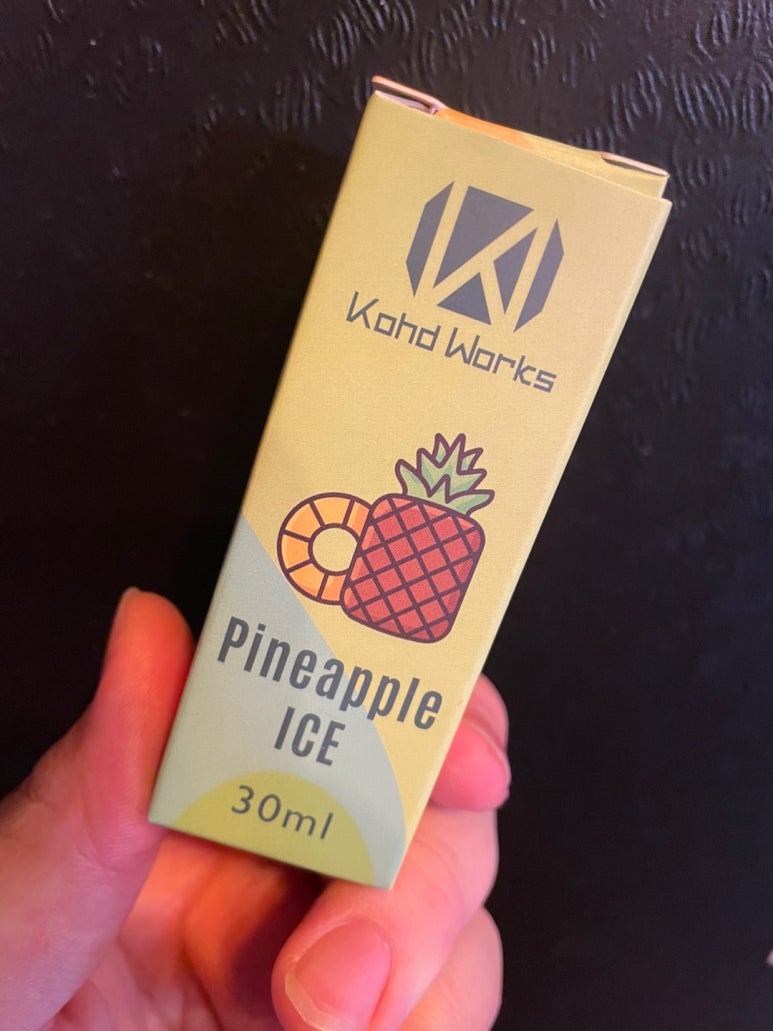 Kohd Works
Pineapple
ICE
30ml